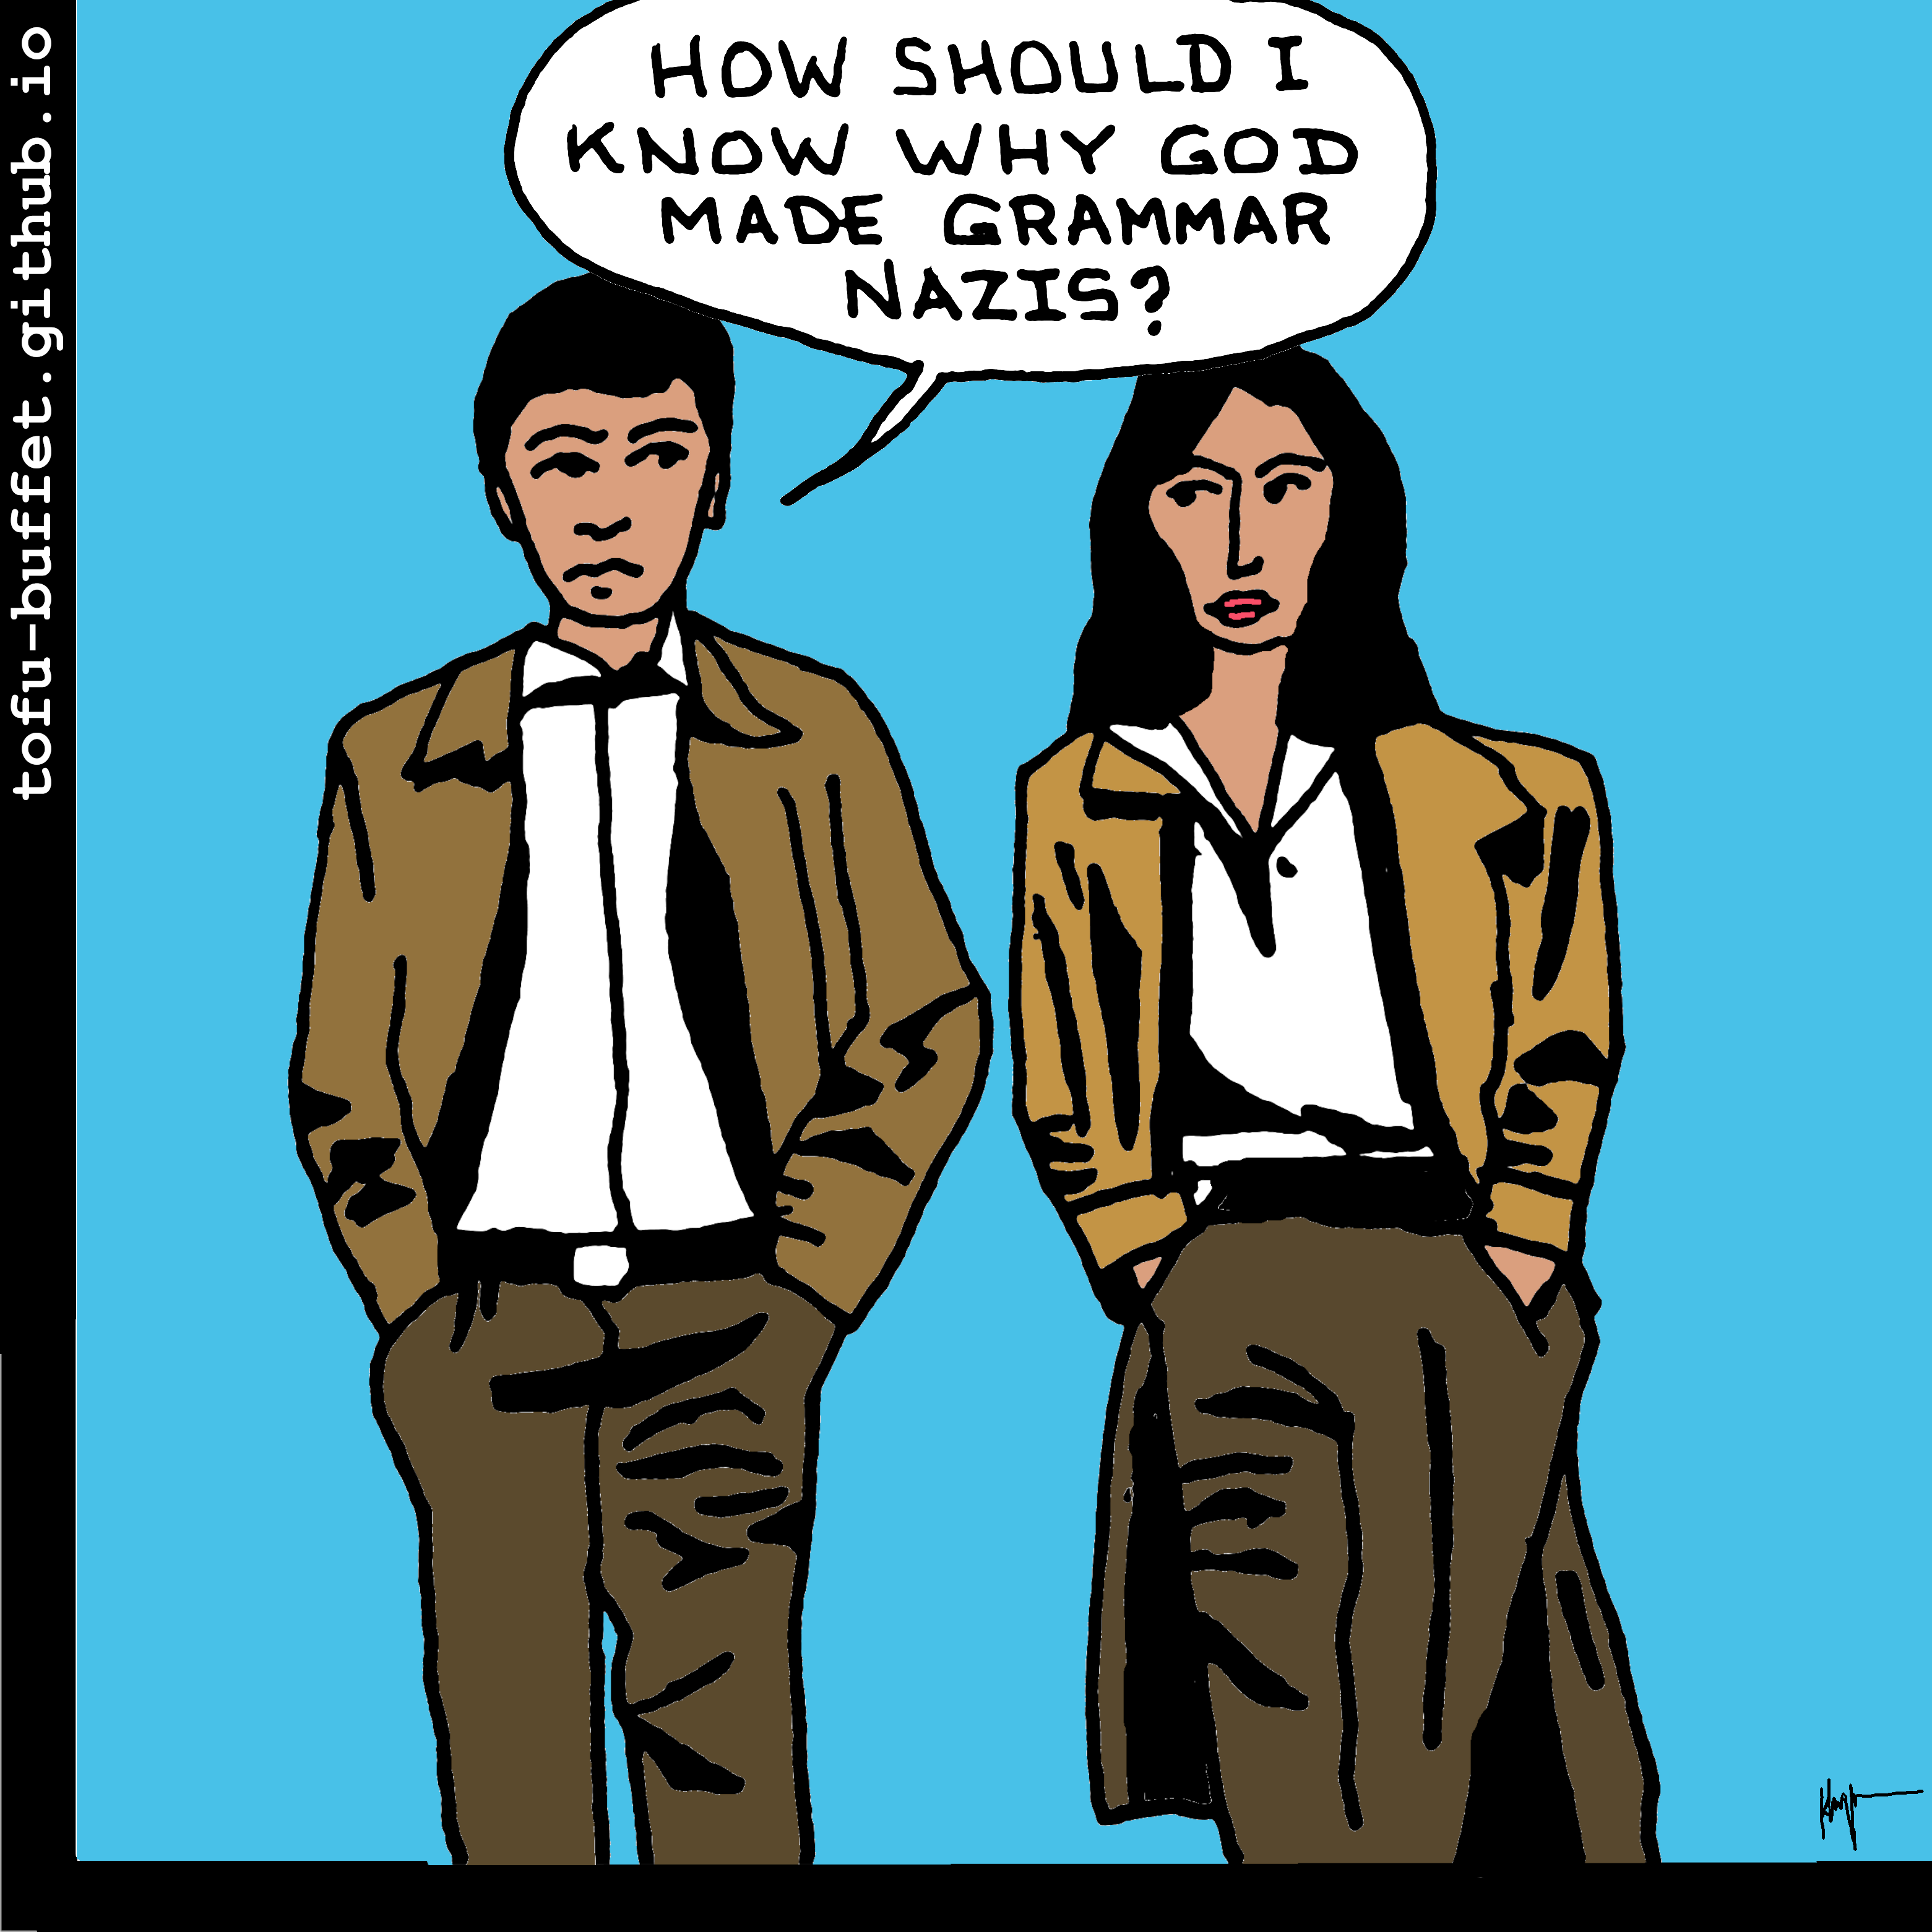 HOW SHOULD I
KNOW WHY GOD
MADE GRAMMAR
NAZIS?
tofu-buffet.github.io